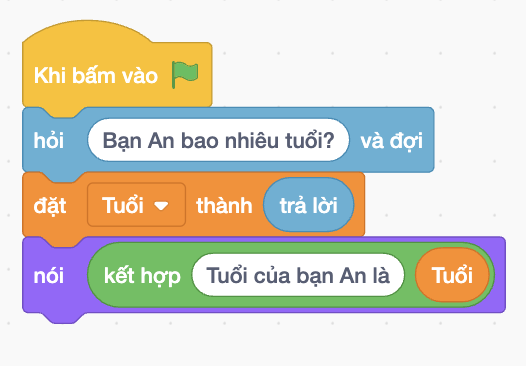 Khi bấm vào
hỏi Bạn An bao nhiêu tuổi? và đợi
đặt Tuổi thành trả lời
nói kết hợp Tuổi của bạn An là Tuổi